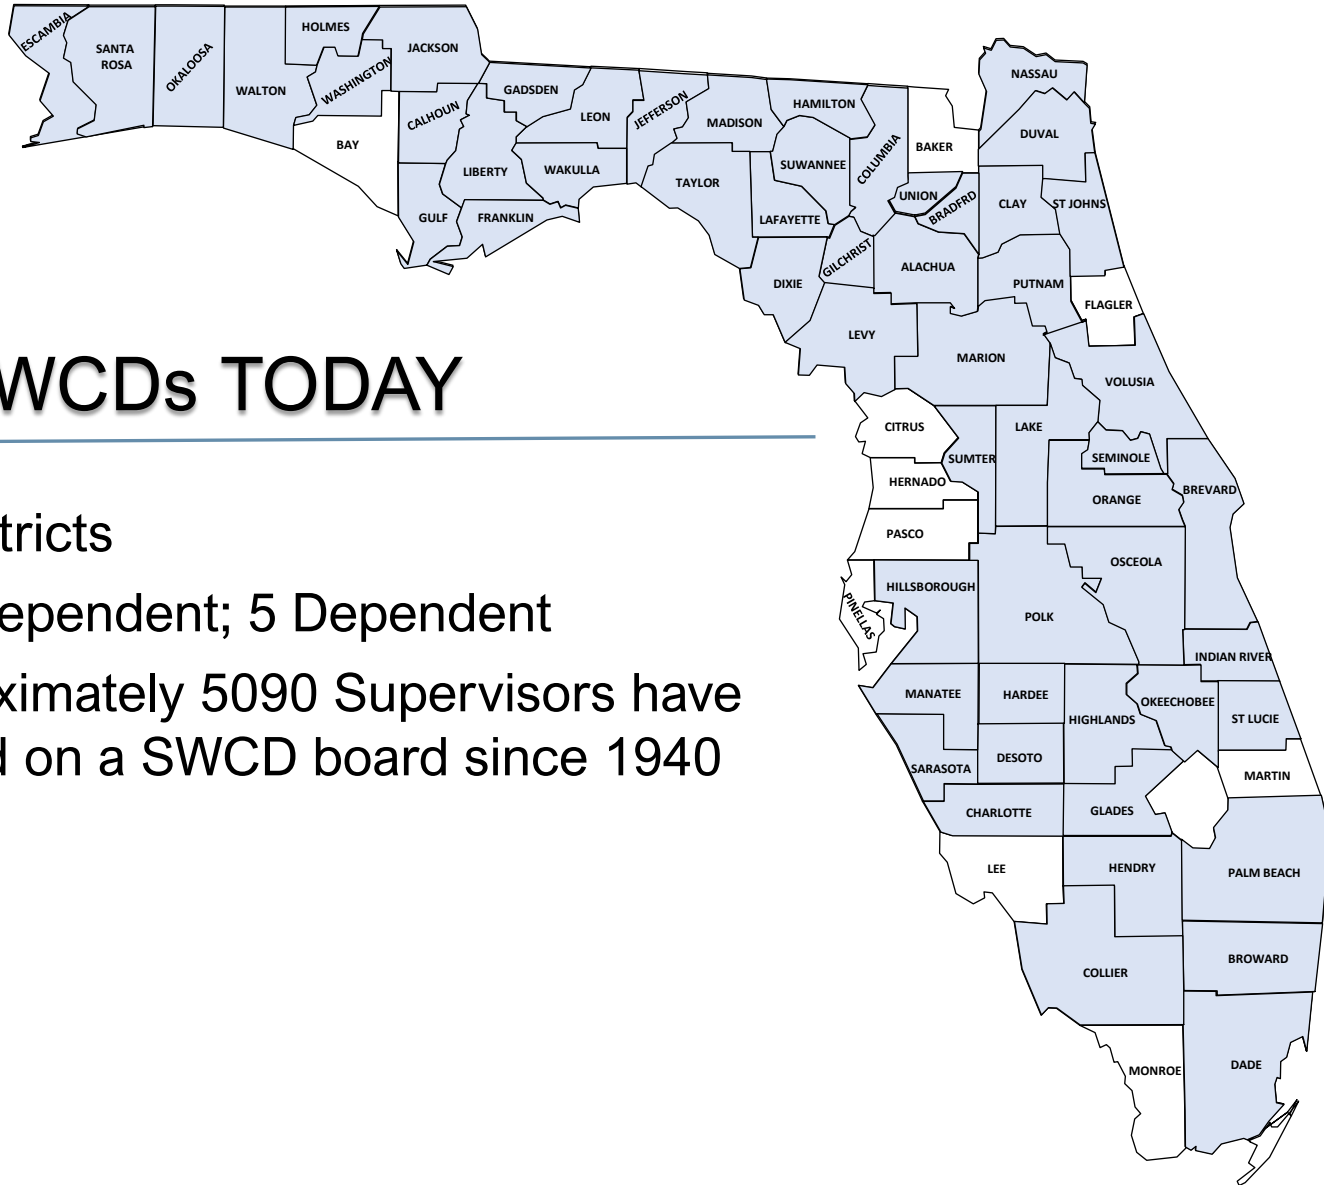 ESCAMBIA
SANTA
ROSA
OKALOOSA
WALTON
HOLMES
WASHINGTON
JACKSON
BAY
CALHOUN
GULF
LIBERTY
GADSDEN
LEON
WAKULLA
FRANKLIN
JEFFERSON
MADISON
TAYLOR
HAMILTON
SUWANNEE
LAFAYETTE
DIXIE
COLUMBIA
GILCHRIST
BAKER
UNION
BRADFRD
ALACHUA
LEVY
NASSAU
DUVAL
CLAY
ST JOHNS
PUTNAM
FLAGLER
MARION
VOLUSIA
WCDs TODAY
tricts
ependent; 5 Dependent
ximately 5090 Supervisors have
d on a SWCD board since 1940
CITRUS
SUMTER
LAKE
SEMINOLE
HERNADO
ORANGE
BREVARD
PASCO
OSCEOLA
PINELLAS
HILLSBOROUGH
POLK
INDIAN RIVER
MANATEE
HARDEE
HIGHLANDS
OKEECHOBEE
ST LUCIE
SARASOTA
DESOTO
MARTIN
CHARLOTTE
GLADES
LEE
HENDRY
PALM BEACH
COLLIER
BROWARD
MONROE
DADE